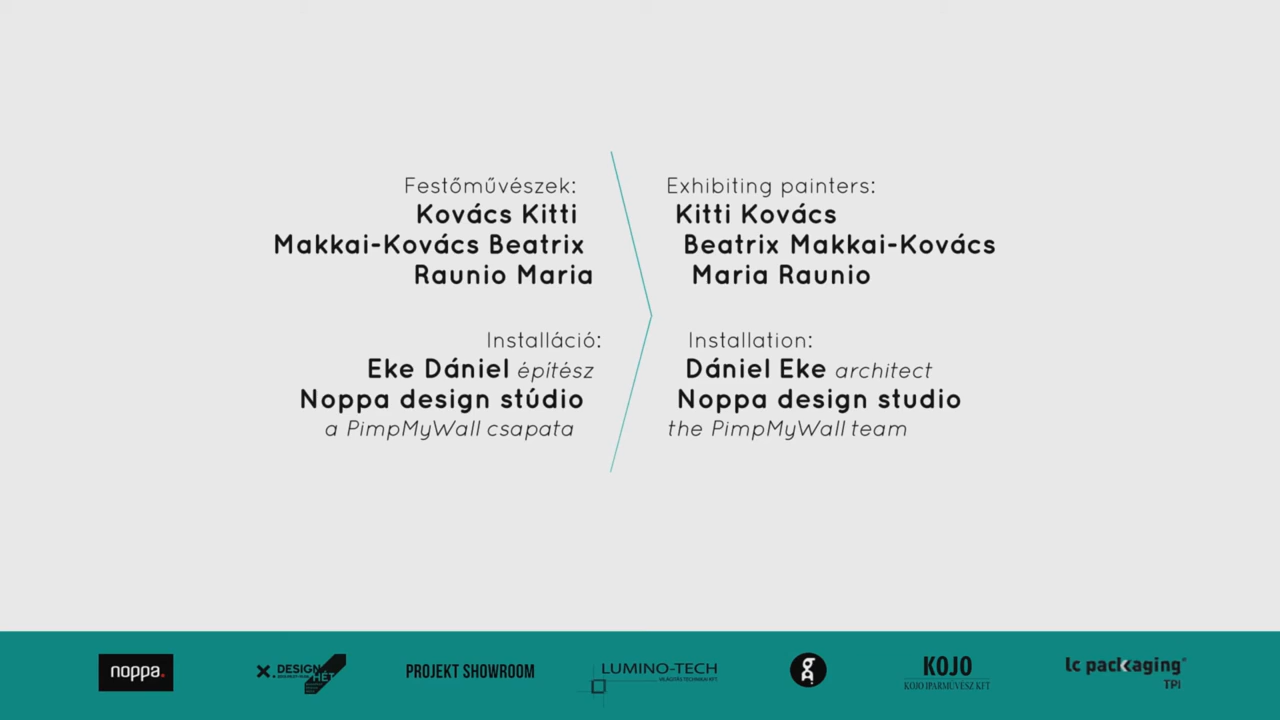 Festőművészek:
Kovács Kitti
Makkai-Kovács Beatrix
Raunio Maria
Installáció:
Eke Dániel építész
Noppa design stúdió
a PimpMyWall csapata
Exhibiting painters:
Kitti Kovács
Beatrix Makkai-Kovács
Maria Raunio
Installation:
Dániel Eke architect
Noppa design studio
the PimpMyWall team
noppa.
DESIGN
HÉT
PROJEKT SHOWROOM
LUMINO-TECH
VILÁGÍTÁSTECHNIKAI KFT
KOJO
KOJO IPARMŰVÉSZ KFT
lc packaging
TPI